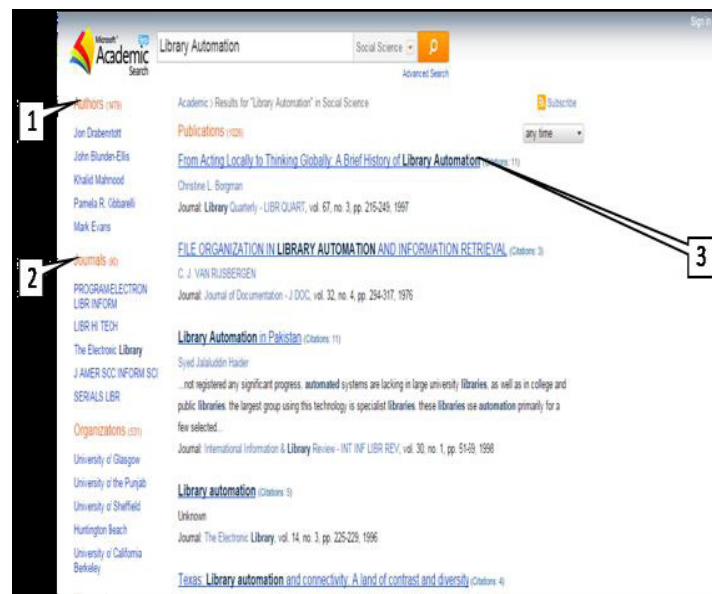 Sign in
Microsoft
Academic
Search
Library Automation
Social Science
Advanced Search
1
Authors
Jon Drabenstott
John Blunden-Ellis
Khalid Mahmood
Pamela R. Cibbarelli
Mark Evans
2
Journals
PROGRAM-ELECTRON
LIBR INFORM
LIBR HI TECH
The Electronic Library
J AMER SOC INFORM SCI
SERIALS LIBR
Organizations (531)
University of Glasgow
University of the Punjab
University of Sheffield
Huntington Beach
University of California
Berkeley
Academic > Results for "Library Automation" in Social Science
Subscribe
Publications
any time
From Acting Locally to Thinking Globally: A Brief History of Library Automation (Citations: 11)
3
Christine L. Borgman
Journal: Library Quarterly - LIBR QUART, vol. 67, no. 3, pp. 215-249, 1997
FILE ORGANIZATION IN LIBRARY AUTOMATION AND INFORMATION RETRIEVAL (Citations: 3)
C. J. VAN RIJSBERGEN
Journal: Journal of Documentation - J DOC, vol. 32, no. 4, pp. 294-317, 1976
Library Automation in Pakistan (Citations: 11)
Syed Jalaluddin Haider
...not registered any significant progress. automated systems are lacking in large university libraries, as well as in college and
public libraries. the largest group using this technology is specialist libraries. these libraries use automation primarily for a
few selected...
Journal: International Information & Library Review - INT INF LIBR REV, vol. 30, no. 1, pp. 51-69, 1998
Library automation (Citations: 5)
Unknown
Journal: The Electronic Library, vol. 14, no. 3, pp. 225-229, 1996
Texas: Library automation and connectivity. A land of contrast and diversity (Citations: 4)